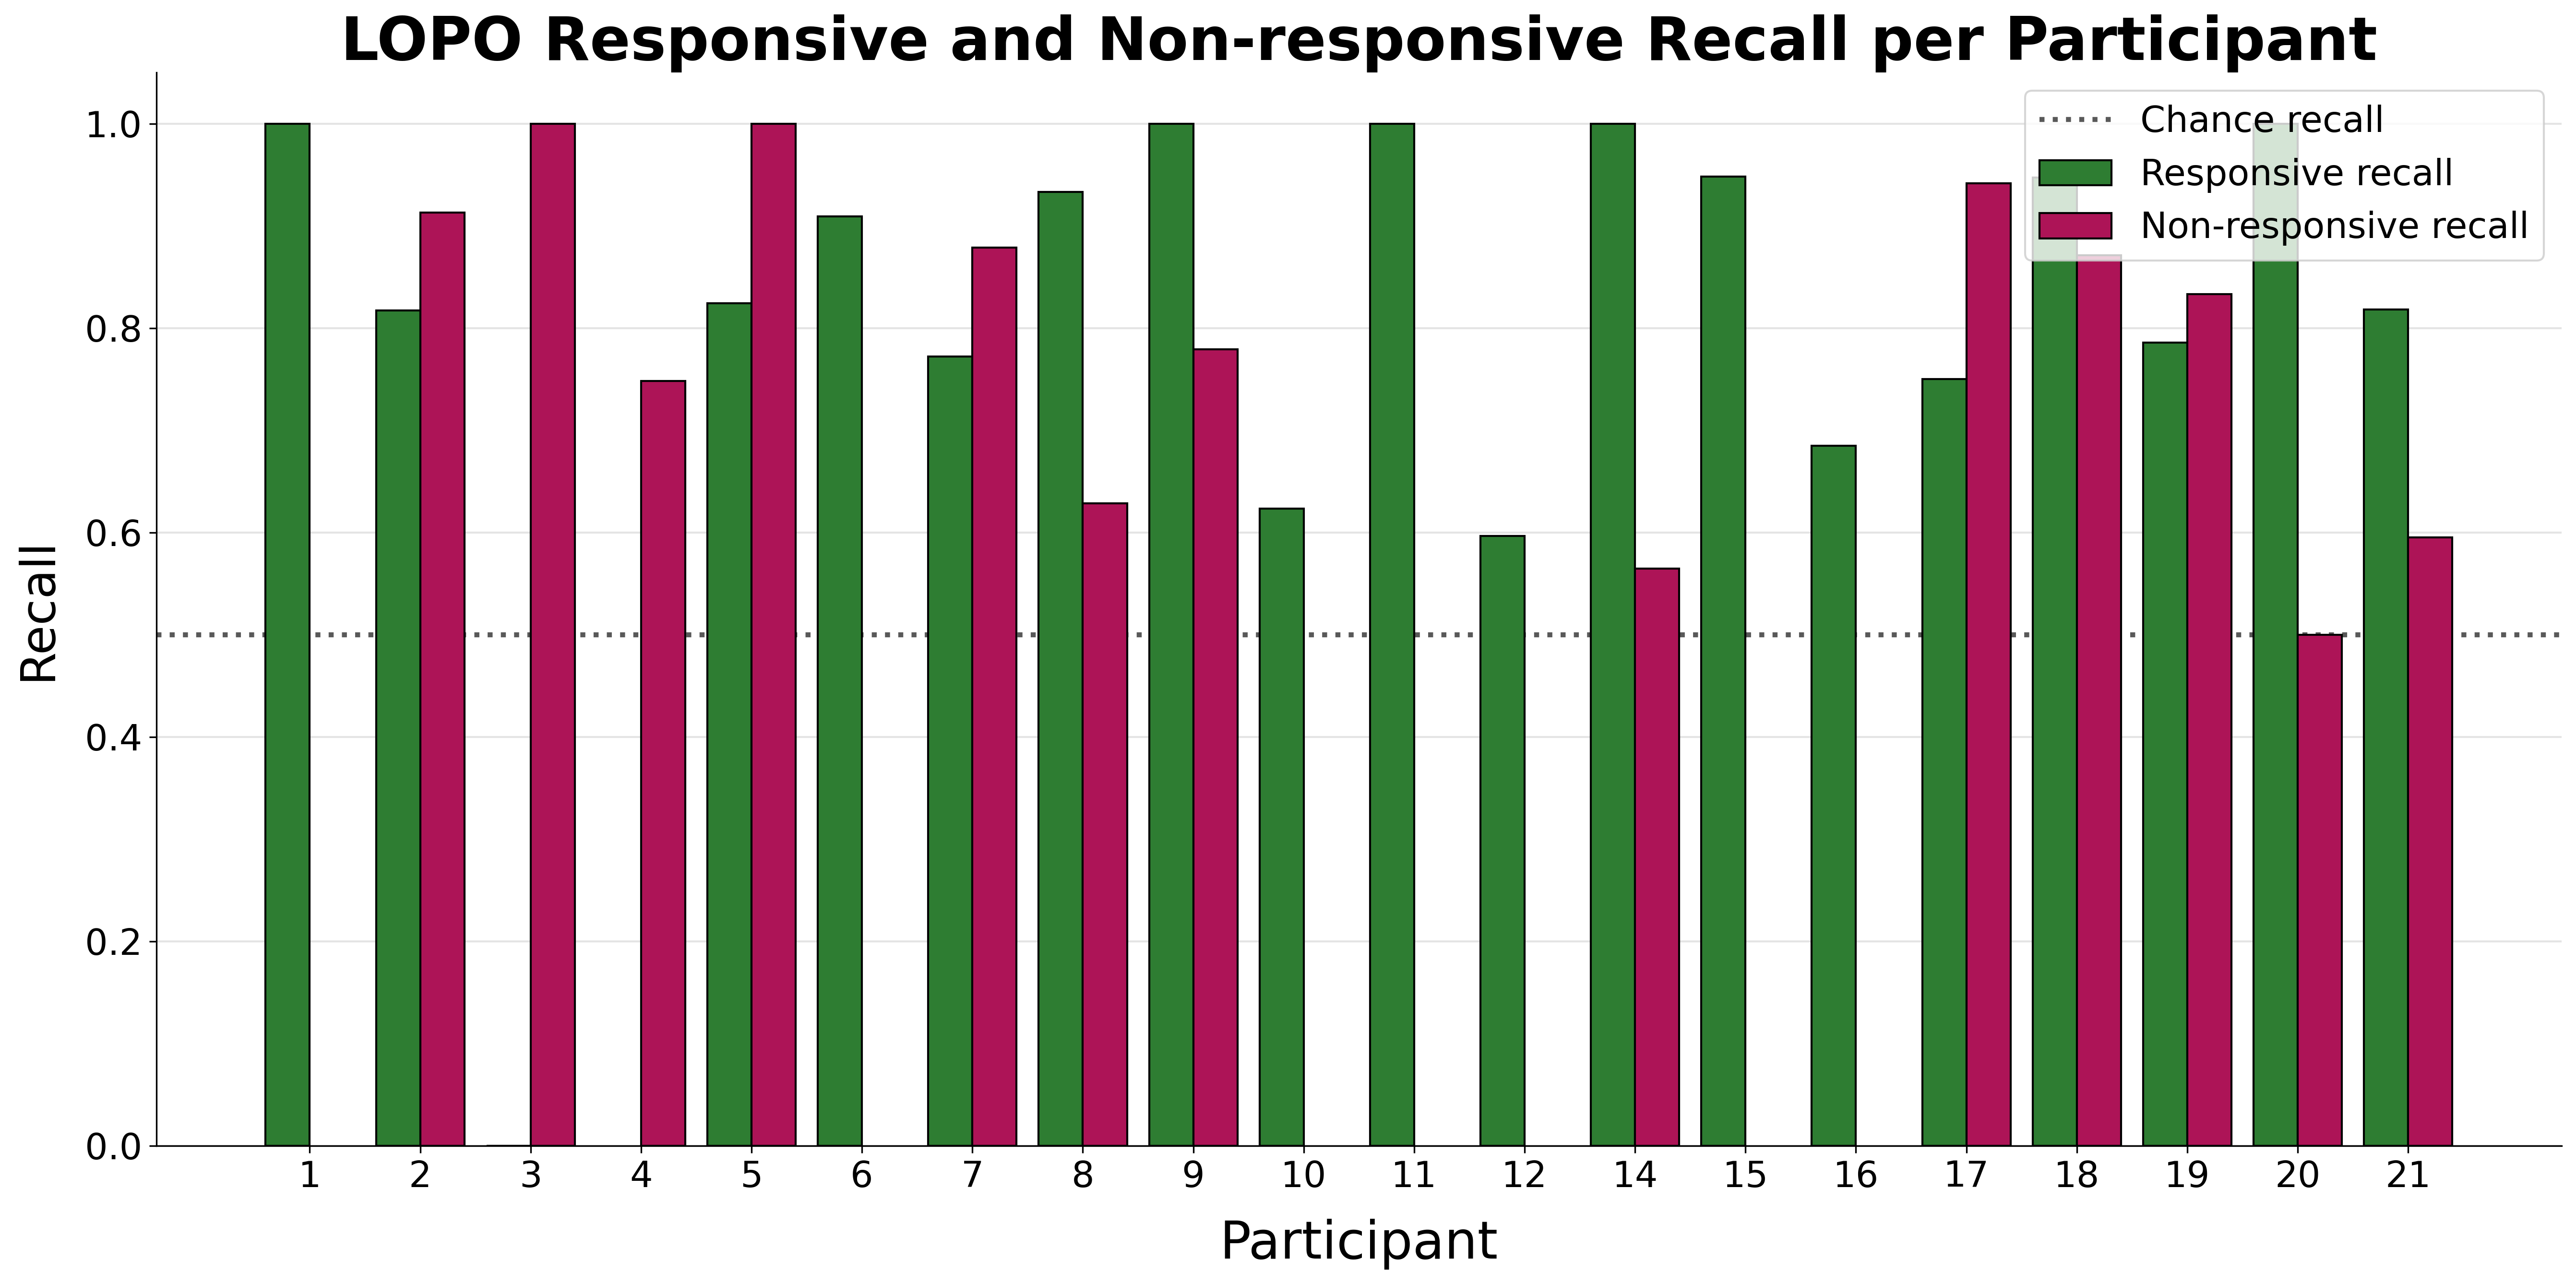 LOPO Responsive and Non-responsive Recall per Participant
Chance recall
Responsive recall
Non-responsive recall
1.0
0.8
0.6
0.4
0.2
0.0
Recall
1 2 3 4 5 6 7 8 9 10 11 12 14 15 16 17 18 19 20 21
Participant